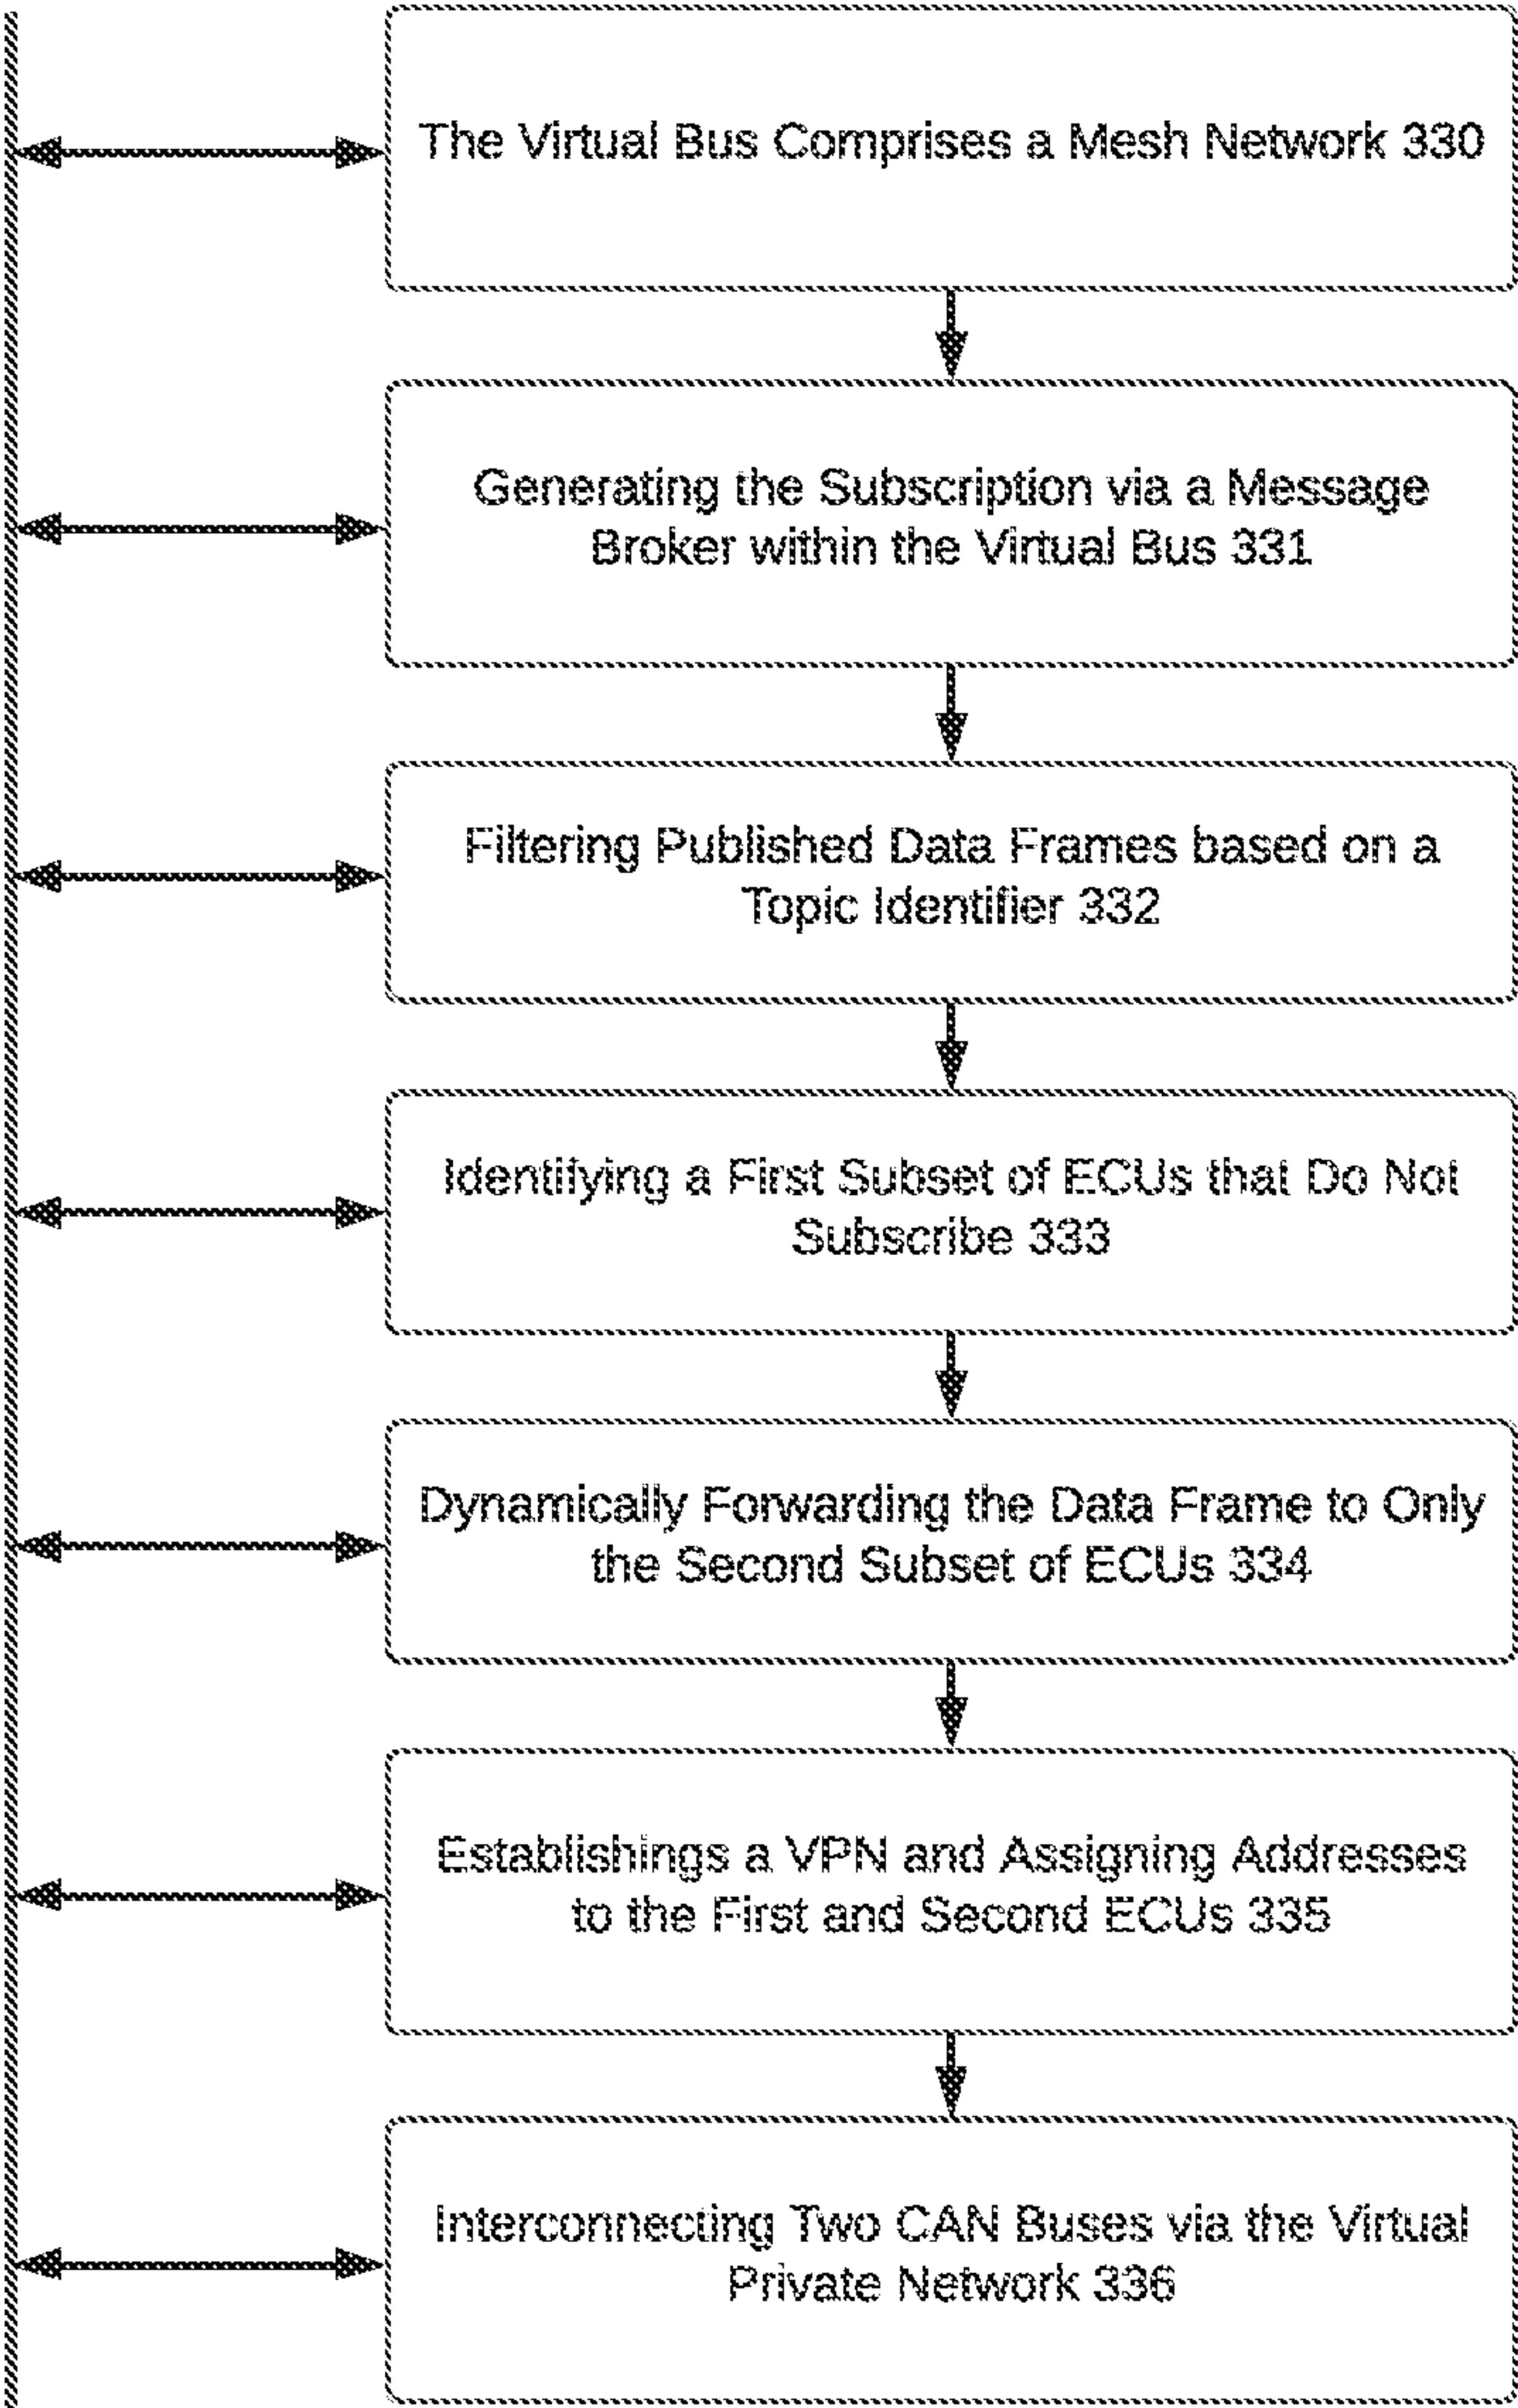 The Virtual Bus Comprises a Mesh Network 330
Generating the Subscription via a Message
Broker within the Virtual Bus 331
Filtering Published Data Frames based on a
Topic Identifier 332
Identifying a First Subset of ECUs that Do Not
Subscribe 333
Dynamically Forwarding the Data Frame to Only
the Second Subset of ECUs 334
Establishings a VPN and Assigning Addresses
to the First and Second ECUs 335
Interconnecting Two CAN Buses via the Virtual
Private Network 336